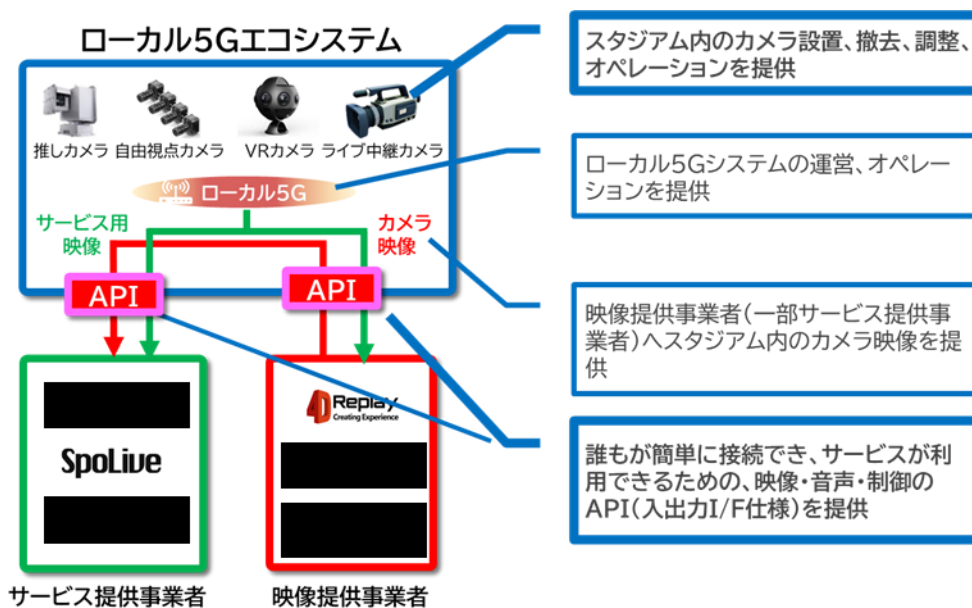 ローカル5Gエコシステム
推しカメラ 自由視点カメラ VRカメラ ライブ中継カメラ
ローカル5G
サービス用
映像
カメラ
映像
API
API
SpoLive
4DReplay
Creating Experience
サービス提供事業者
映像提供事業者
スタジアム内のカメラ設置、撤去、調整、
オペレーションを提供
ローカル5Gシステムの運営、オペレー
ションを提供
映像提供事業者(一部サービス提供事
業者)へスタジアム内のカメラ映像を提
供
誰もが簡単に接続でき、サービスが利
用できるための、映像・音声・制御の
API(入出力I/F仕様)を提供